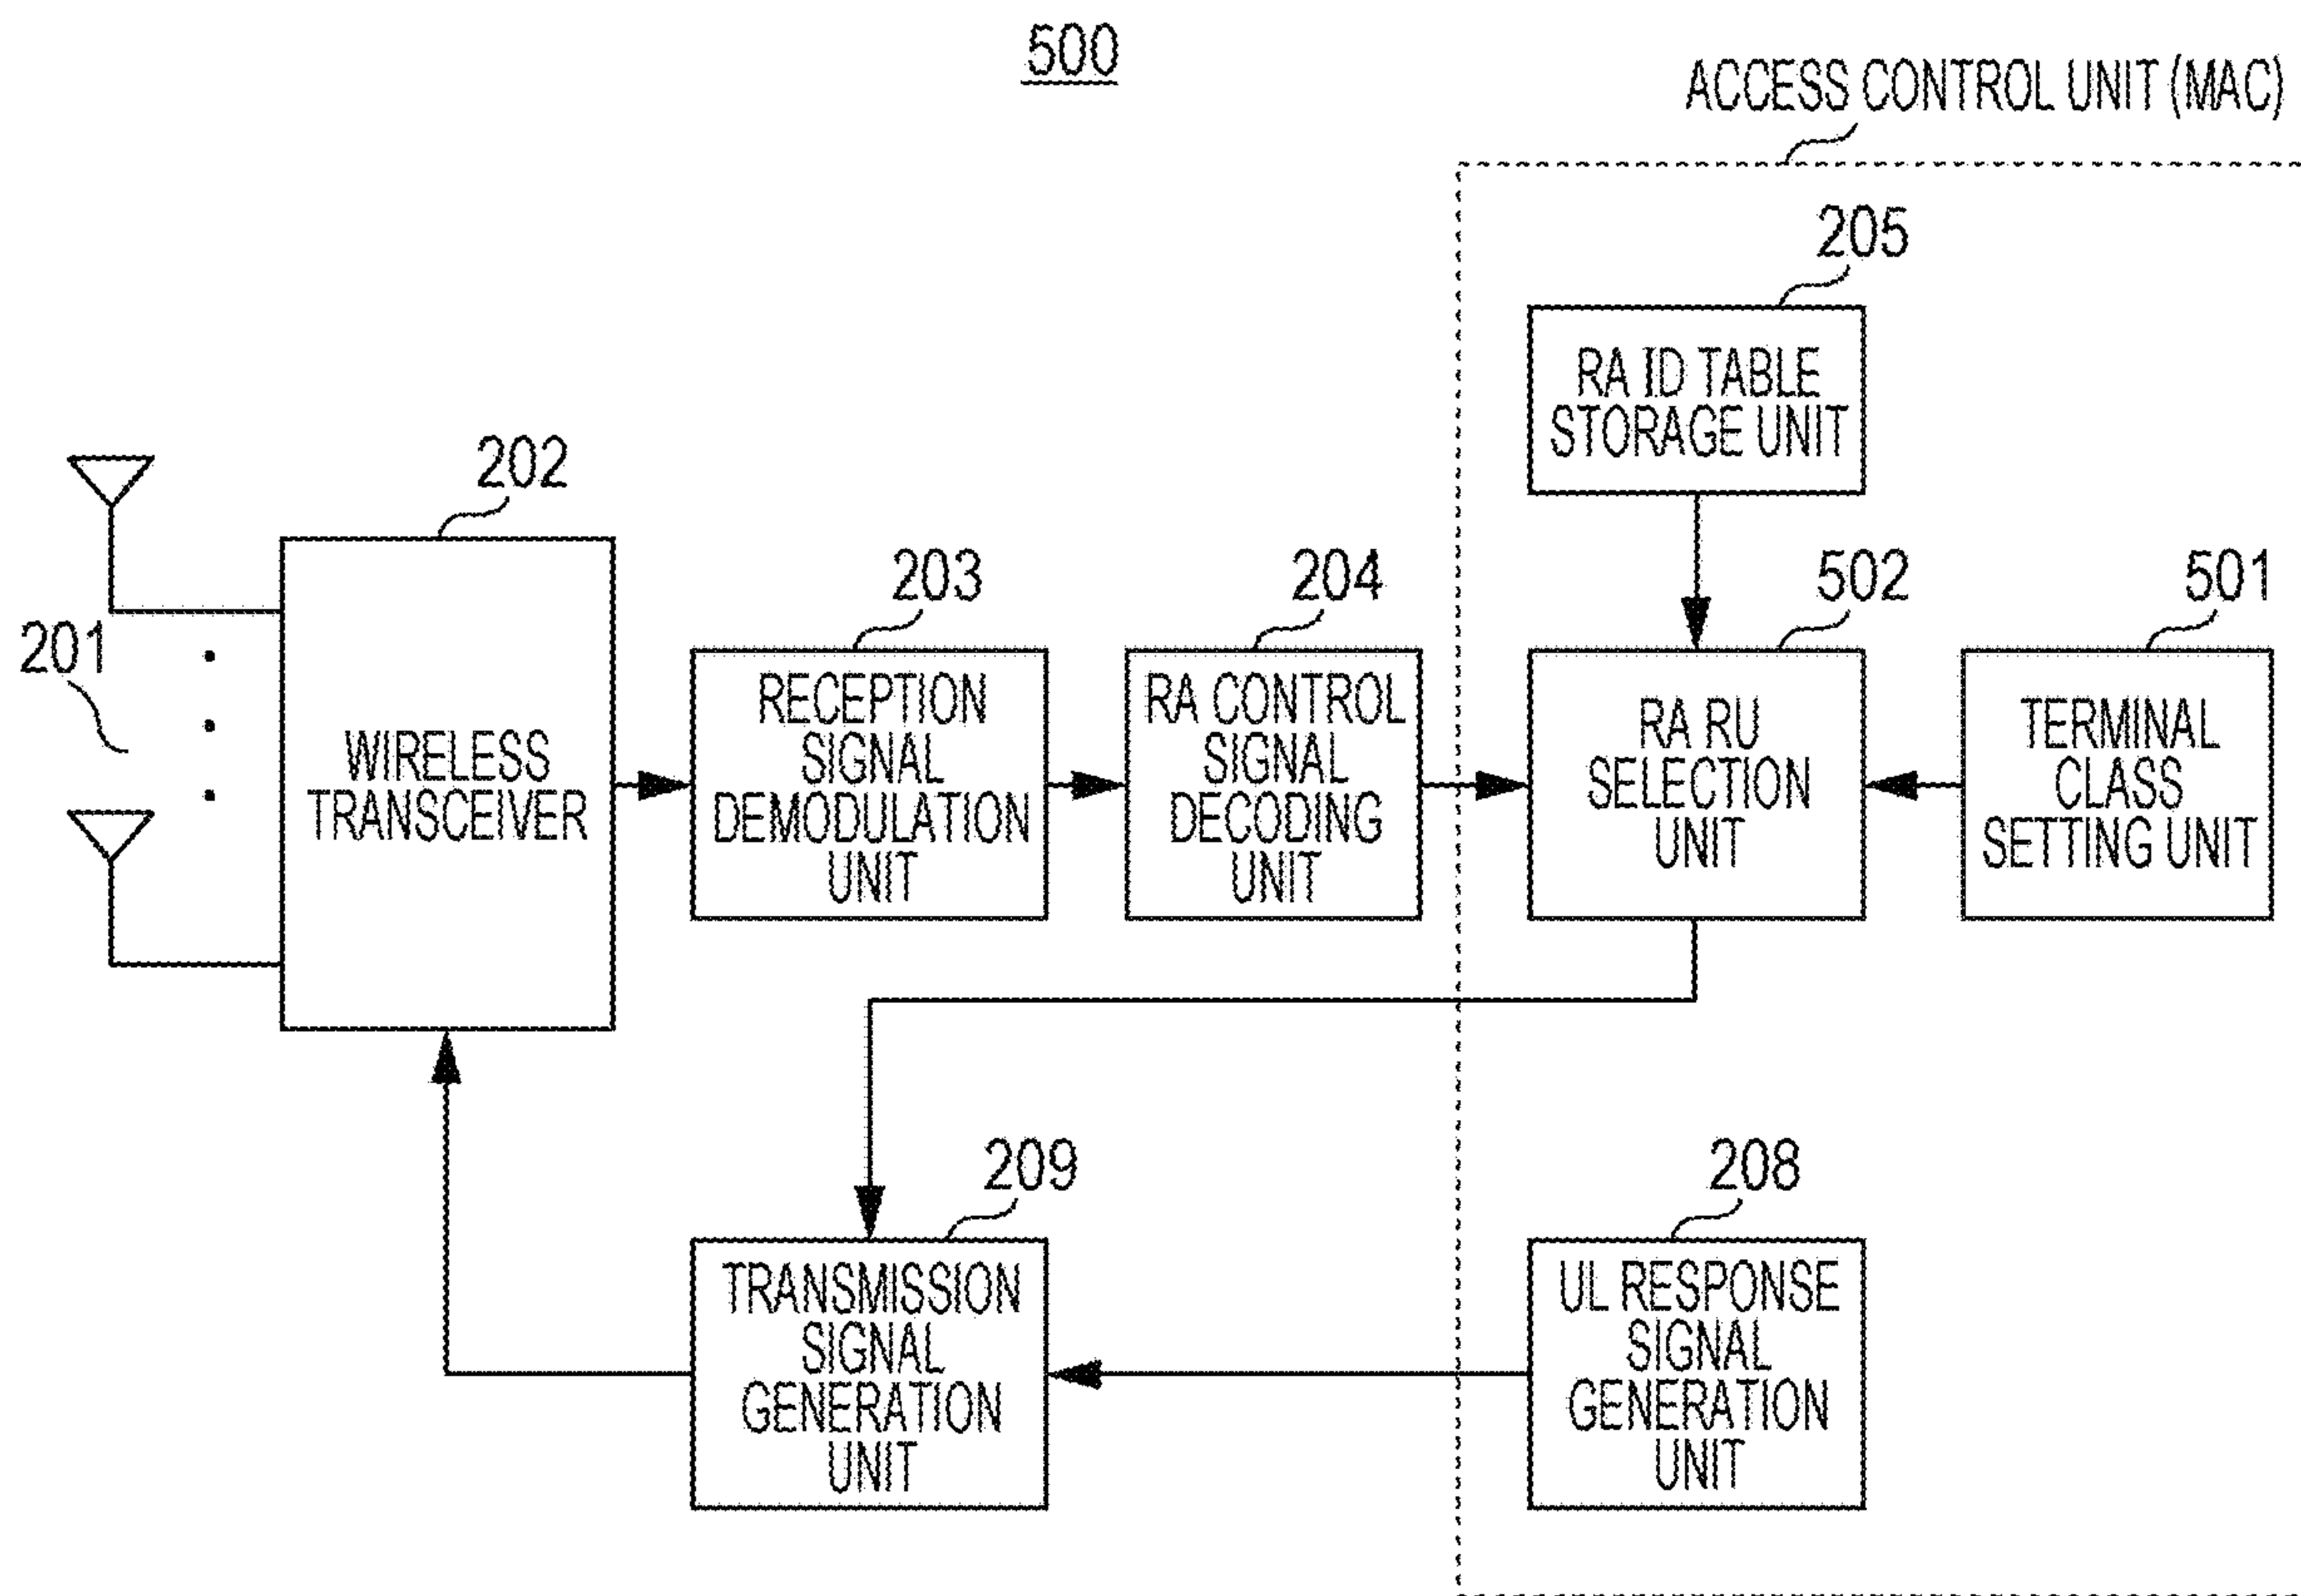 500
ACCESS CONTROL UNIT (MAC)
205
RA ID TABLE
STORAGE UNIT
202
203
204
502
501
201
WIRELESS
TRANSCEIVER
RECEPTION
SIGNAL
DEMODULATION
UNIT
RA CONTROL
SIGNAL
DECODING
UNIT
RA RU
SELECTION
UNIT
TERMINAL
CLASS
SETTING UNIT
209
208
TRANSMISSION
SIGNAL
GENERATION
UNIT
UL RESPONSE
SIGNAL
GENERATION
UNIT